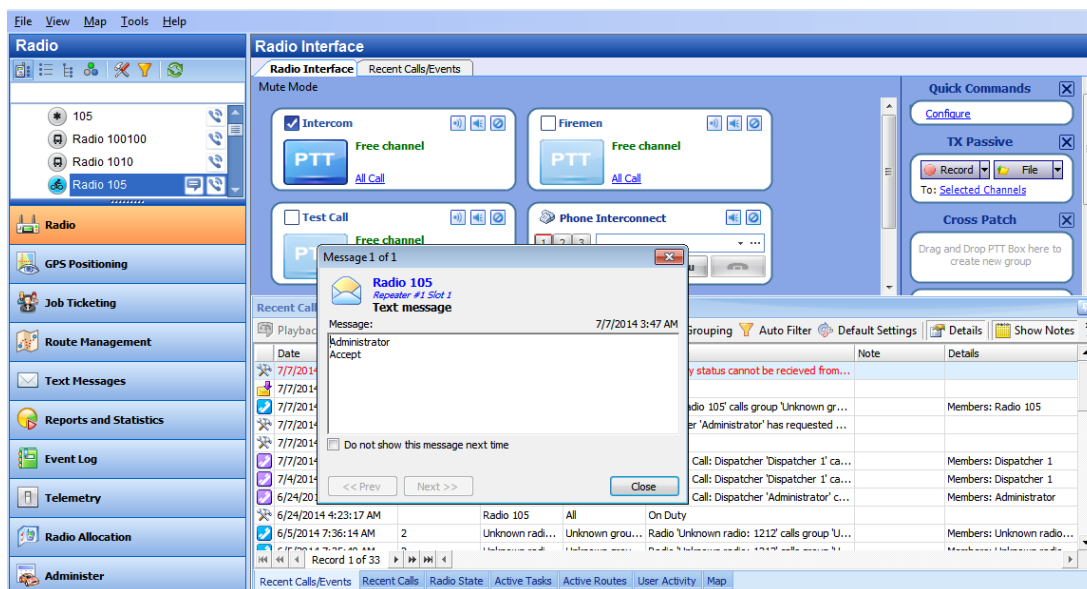 File View Map Tools Help
Radio
Radio Interface
Radio Interface Recent Calls/Events
Mute Mode
105
Radio 100100
Radio 1010
Radio 105
Radio
GPS Positioning
Job Ticketing
Route Management
Text Messages
Reports and Statistics
Event Log
Telemetry
Radio Allocation
Administer
Intercom
PTT
Free channel
All Call
Firemen
PTT
Free channel
All Call
Test Call
Free channel
Phone Interconnect
1 2 3
Quick Commands
Configure
TX Passive
Record File
To: Selected Channels
Cross Patch
Drag and Drop PTT Box here to
create new group
Message 1 of 1
Radio 105
Repeater #1 Slot 1
Text message
Message: 7/7/2014 3:47 AM
Administrator
Accept
Do not show this message next time
<< Prev Next >> Close
Recent Call
Playbac Grouping Auto Filter Default Settings Details Show Notes
Date Note Details
7/7/2014 y status cannot be recieved from...
7/7/2014
7/7/2014 adio 105' calls group 'Unknown gr... Members: Radio 105
7/7/2014 er 'Administrator' has requested ...
7/7/2014
7/7/2014 Call: Dispatcher 'Dispatcher 1' ca... Members: Dispatcher 1
7/4/2014 Call: Dispatcher 'Dispatcher 1' ca... Members: Dispatcher 1
6/24/201 Call: Dispatcher 'Administrator' c... Members: Administrator
6/24/2014 4:23:17 AM Radio 105 All On Duty
6/5/2014 7:36:14 AM 2 Unknown radi... Unknown grou... Radio 'Unknown radio: 1212' calls group 'U... Members: Unknown radio...
Record 1 of 33
Recent Calls/Events Recent Calls Radio State Active Tasks Active Routes User Activity Map